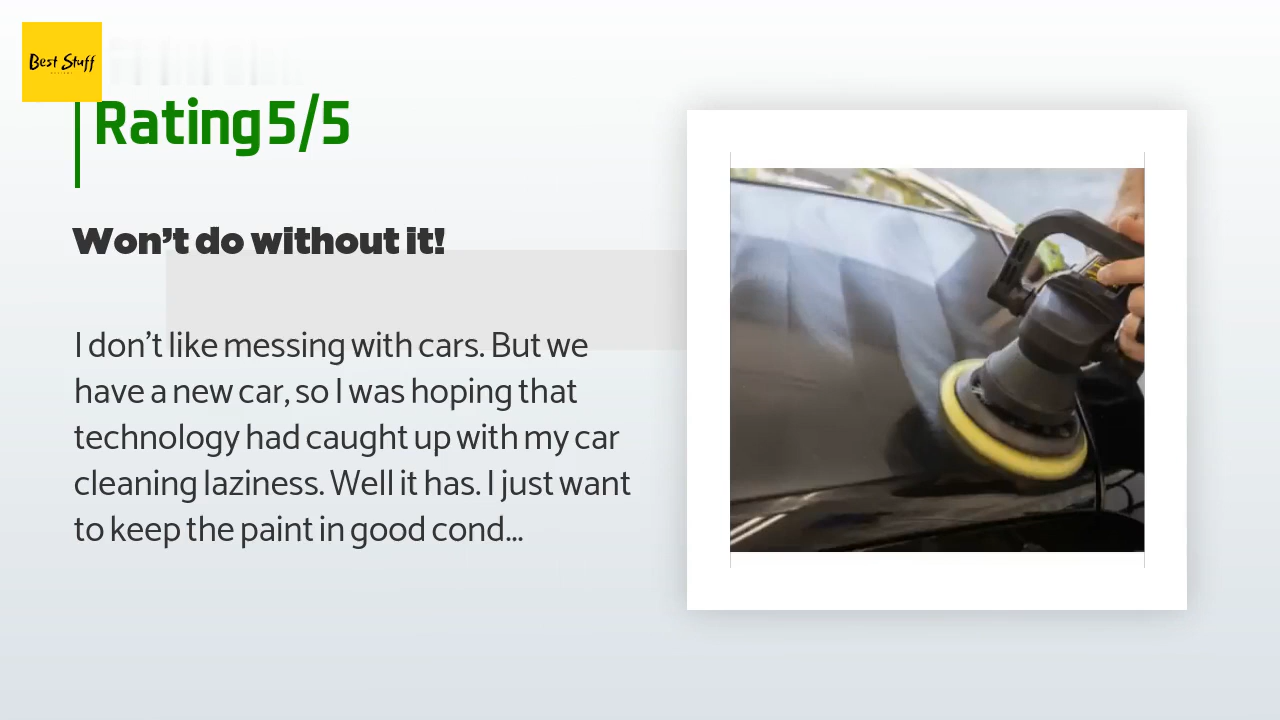 Best Stuff
Rating 5/5
Won't do without it!
I don't like messing with cars. But we
have a new car, so I was hoping that
technology had caught up with my car
cleaning laziness. Well it has. I just want
to keep the paint in good cond...